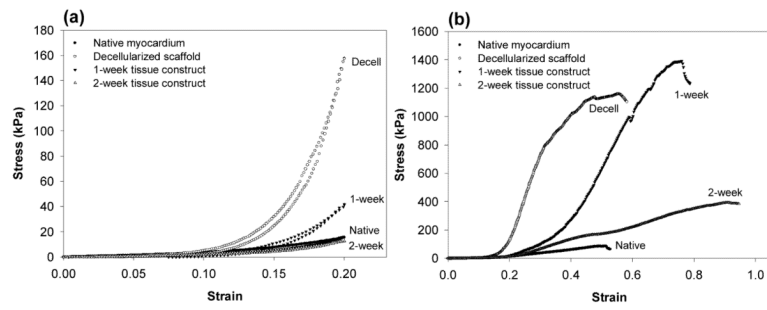 (a)
180
160
140
120
100
80
60
40
20
0
Stress (kPa)
Native myocardium
Decellularized scaffold
1-week tissue construct
2-week tissue construct
Decell
1-week
Native
2-week
0.00 0.05 0.10 0.15 0.20
Strain
(b)
1600
1400
1200
1000
800
600
400
200
0
Stress (kPa)
Native myocardium
Decellularized scaffold
1-week tissue construct
2-week tissue construct
1-week
Decell
2-week
Native
0.0 0.2 0.4 0.6 0.8 1.0
Strain